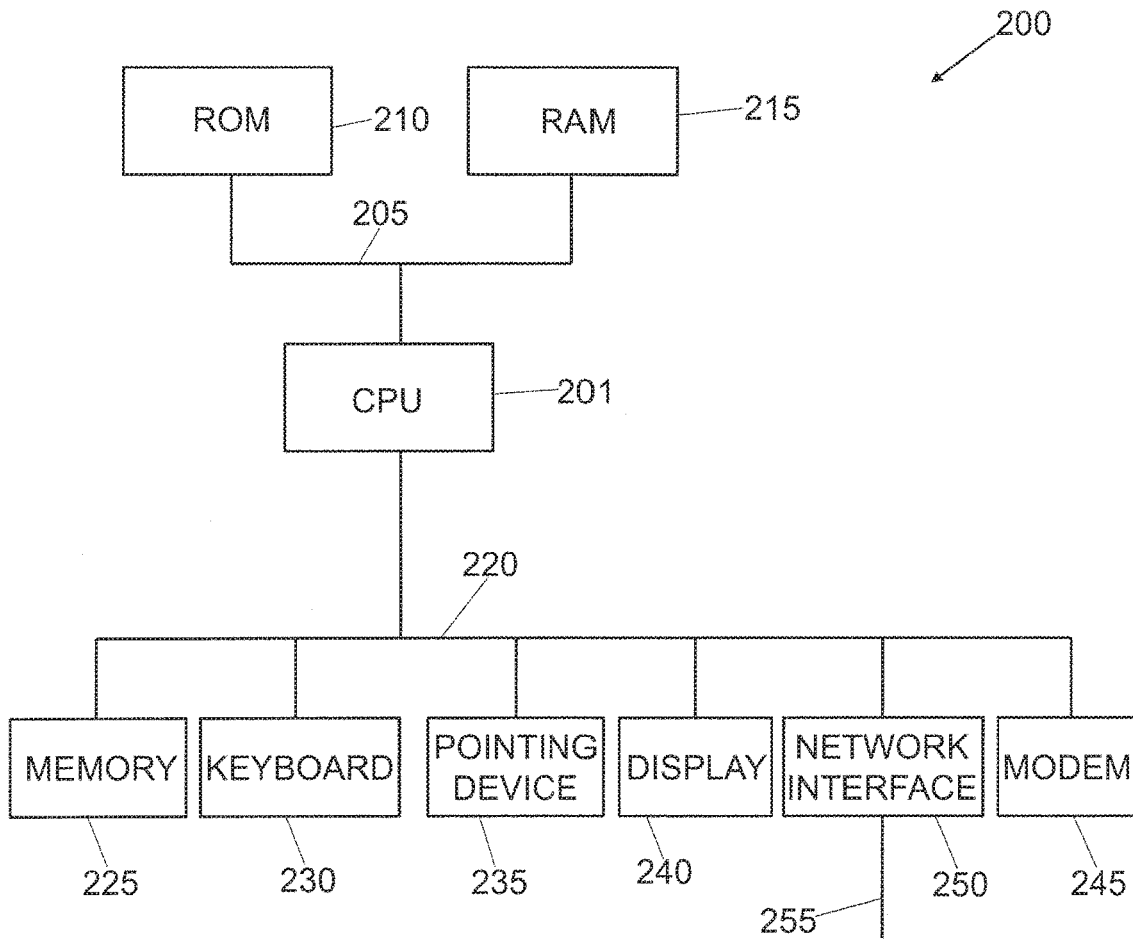 200
ROM
210
RAM
215
205
CPU
201
220
MEMORY
KEYBOARD
POINTING
DEVICE
DISPLAY
NETWORK
INTERFACE
MODEM
225
230
235
240
250
245
255